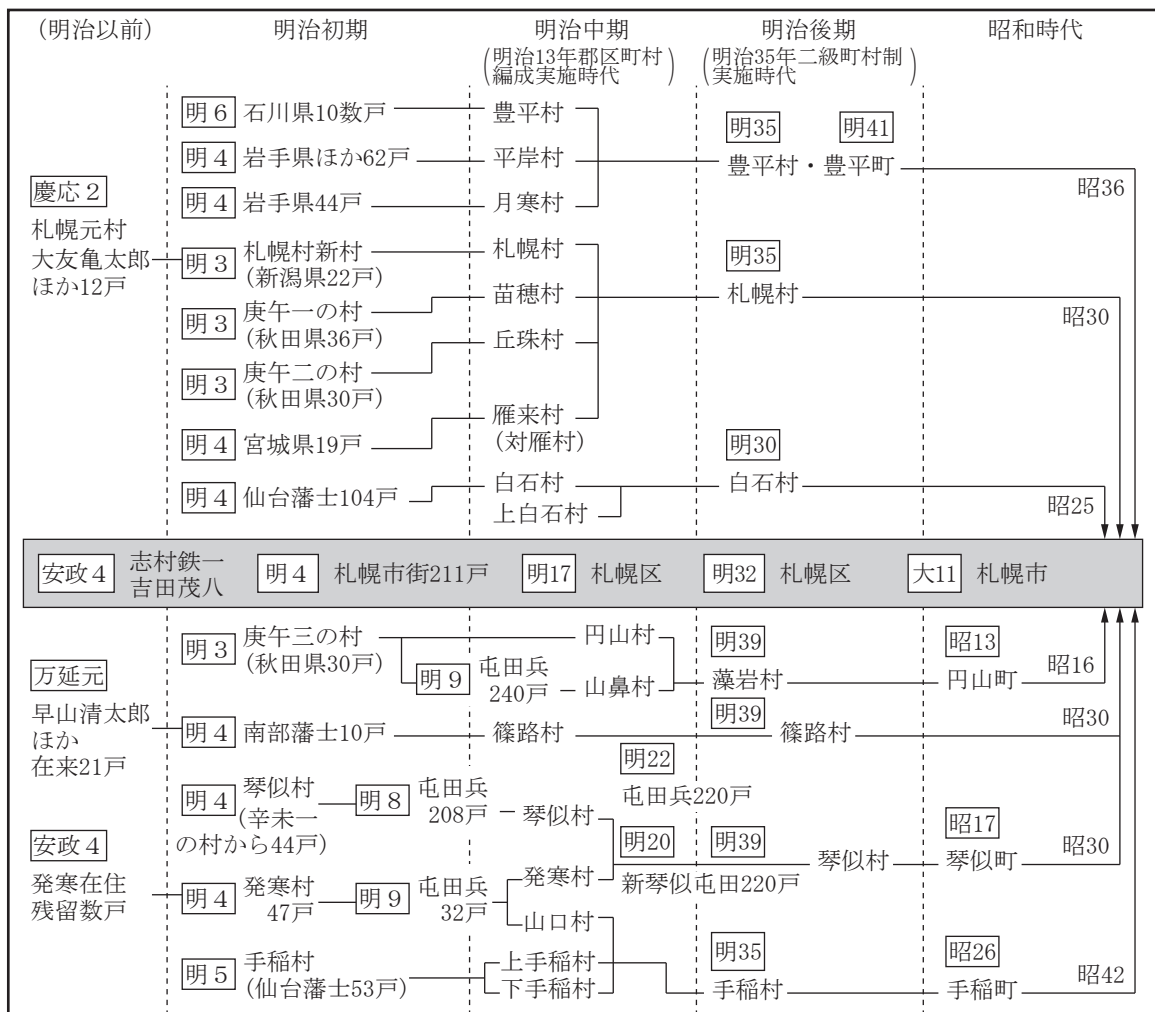 (明治以前)
明治初期
明治中期
(明治13年郡区町村
編成実施時代)
明治後期
(明治35年二級町村制
実施時代)
昭和時代
明6 石川県10数戸
豊平村
明35 明41
明4 岩手県ほか62戸
平岸村
豊平村・豊平町
昭36
慶応2
明4 岩手県44戸
月寒村
札幌元村
大友亀太郎
ほか12戸
明3 札幌村新村
(新潟県22戸)
札幌村
明35
明3 庚午一の村
(秋田県36戸)
苗穂村
札幌村
昭30
明3 庚午二の村
(秋田県30戸)
丘珠村
明4 宮城県19戸
雁来村
(対雁村)
明30
明4 仙台藩士104戸
白石村
上白石村
白石村
昭25
安政4 志村鉄一
吉田茂八
明4 札幌市街211戸
明17 札幌区
明32 札幌区
大11 札幌市
明3 庚午三の村
(秋田県30戸)
円山村
明39
昭13
明9 屯田兵
240戸
山鼻村
藻岩村
円山町
昭16
万延元
早山清太郎
ほか
在来21戸
明4 南部藩士10戸
篠路村
明39
篠路村
昭30
明22
屯田兵220戸
明4 琴似村
(辛未一
の村から44戸)
明8 屯田兵
208戸
琴似村
明20 明39
新琴似屯田220戸
琴似村
昭17
琴似町
昭30
安政4
発寒在住
残留数戸
明4 発寒村
47戸
明9 屯田兵
32戸
発寒村
山口村
明5 手稲村
(仙台藩士53戸)
上手稲村
下手稲村
明35
手稲村
昭26
手稲町
昭42